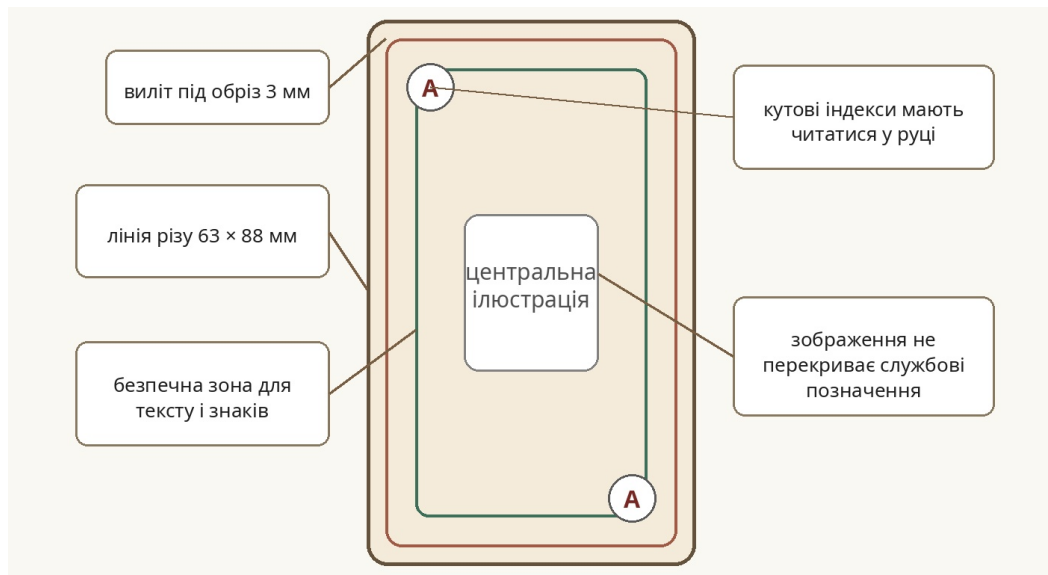 виліт під обріз 3 мм
лінія різу 63 × 88 мм
безпечна зона для
тексту і знаків
A
центральна
ілюстрація
A
кутові індекси мають
читатися у руці
зображення не
перекриває службові
позначення